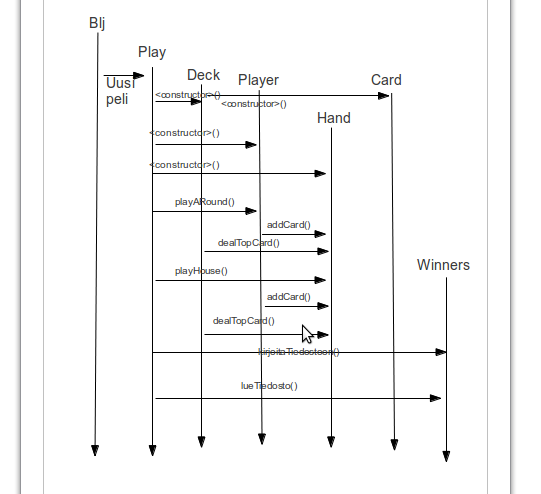 Blj
Play
Deck
Player
Card
Uusi
peli
<constructor>()
<constructor>()
Hand
<constructor>()
<constructor>()
playARound()
addCard()
dealTopCard()
Winners
playHouse()
addCard()
dealTopCard()
kirjoitaTiedostoon()
lueTiedosto()